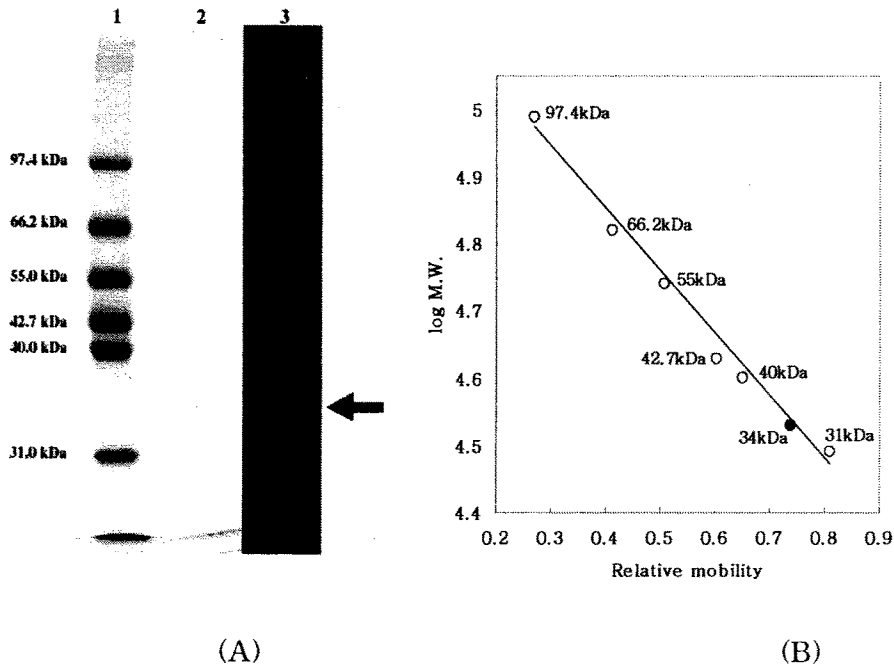 1 2 3
97.4 kDa
66.2 kDa
55.0 kDa
42.7 kDa
40.0 kDa
31.0 kDa
(A)
5
4.9
4.8
4.7
4.6
4.5
4.4
log M.W.
97.4kDa
66.2kDa
55kDa
42.7kDa
40kDa
34kDa
31kDa
0.2 0.3 0.4 0.5 0.6 0.7 0.8 0.9
Relative mobility
(B)